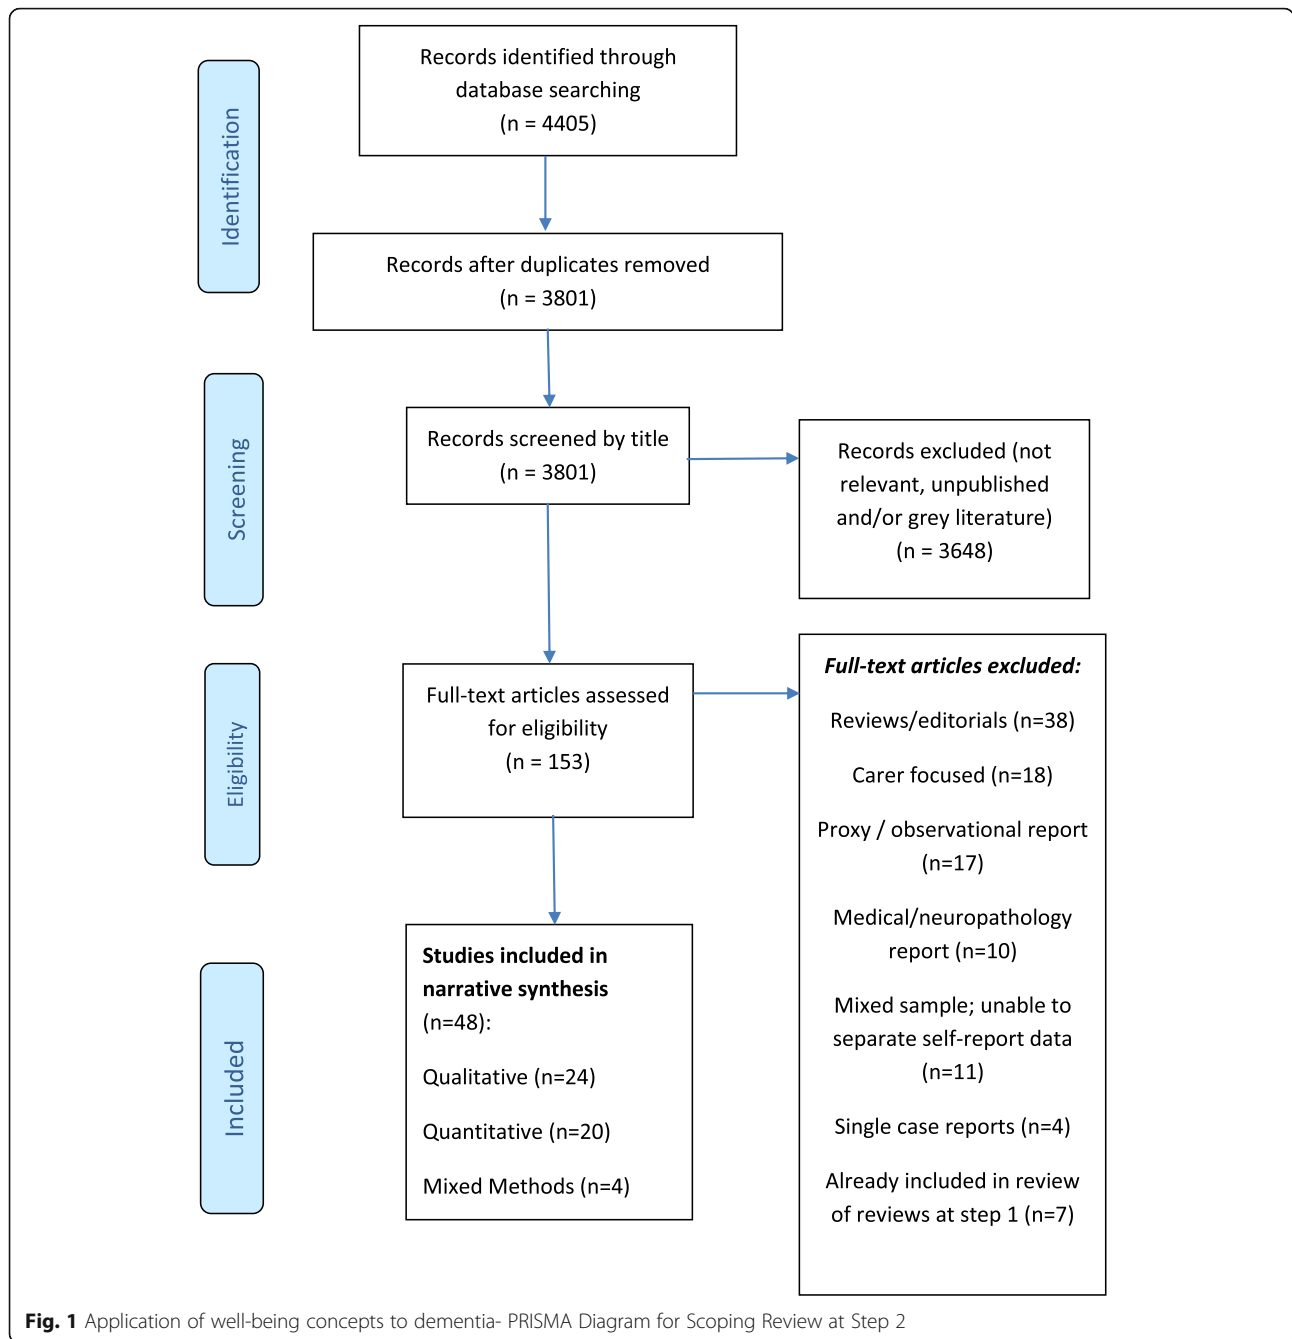 Identification
Records identified through
database searching
(n = 4405)
Records after duplicates removed
(n = 3801)
Screening
Records screened by title
(n = 3801)
Records excluded (not
relevant, unpublished
and/or grey literature)
(n = 3648)
Eligibility
Full-text articles assessed
for eligibility
(n = 153)
Full-text articles excluded:
Reviews/editorials (n=38)
Carer focused (n=18)
Proxy / observational report
(n=17)
Medical/neuropathology
report (n=10)
Mixed sample; unable to
separate self-report data
(n=11)
Single case reports (n=4)
Already included in review
of reviews at step 1 (n=7)
Included
Studies included in
narrative synthesis
(n=48):
Qualitative (n=24)
Quantitative (n=20)
Mixed Methods (n=4)
Fig. 1 Application of well-being concepts to dementia- PRISMA Diagram for Scoping Review at Step 2